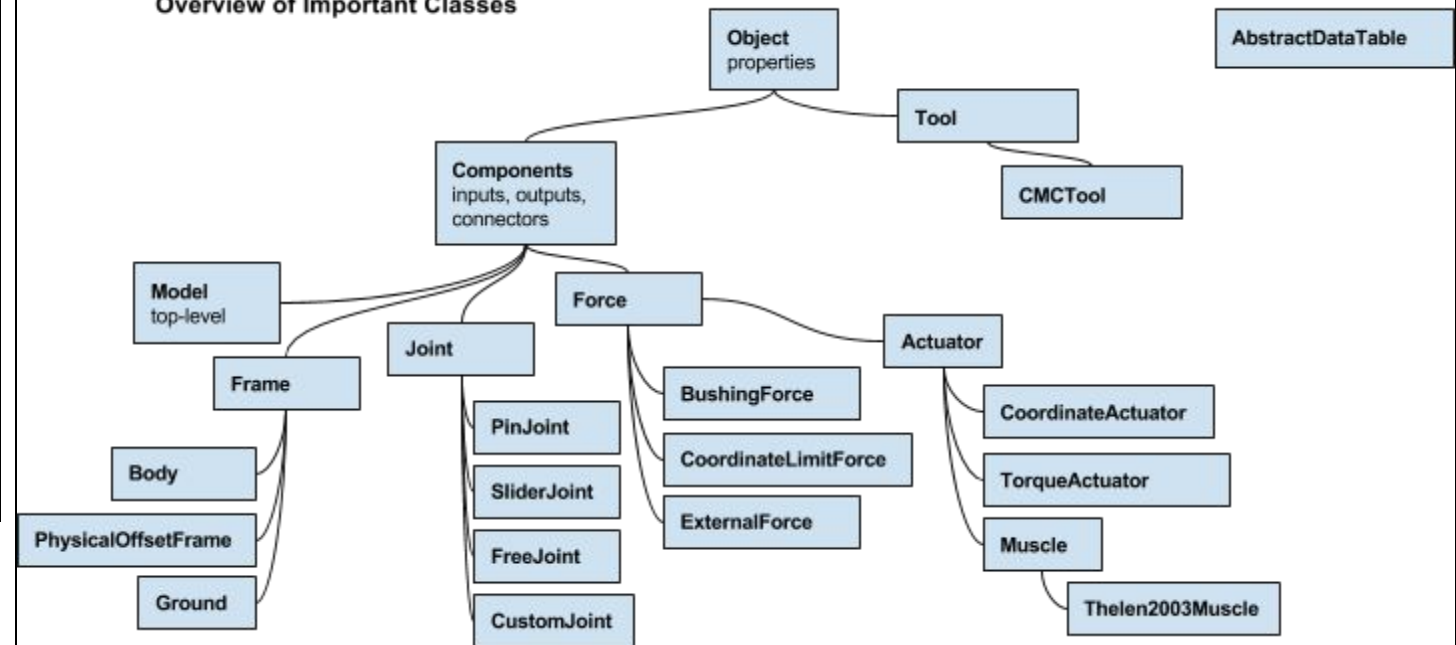 Overview of Important Classes
Object
properties
AbstractDataTable
Tool
Components
inputs, outputs,
connectors
CMCTool
Model
top-level
Force
Joint
Actuator
Frame
BushingForce
CoordinateActuator
PinJoint
CoordinateLimitForce
Body
TorqueActuator
SliderJoint
ExternalForce
PhysicalOffsetFrame
Muscle
FreeJoint
Ground
Thelen2003Muscle
CustomJoint